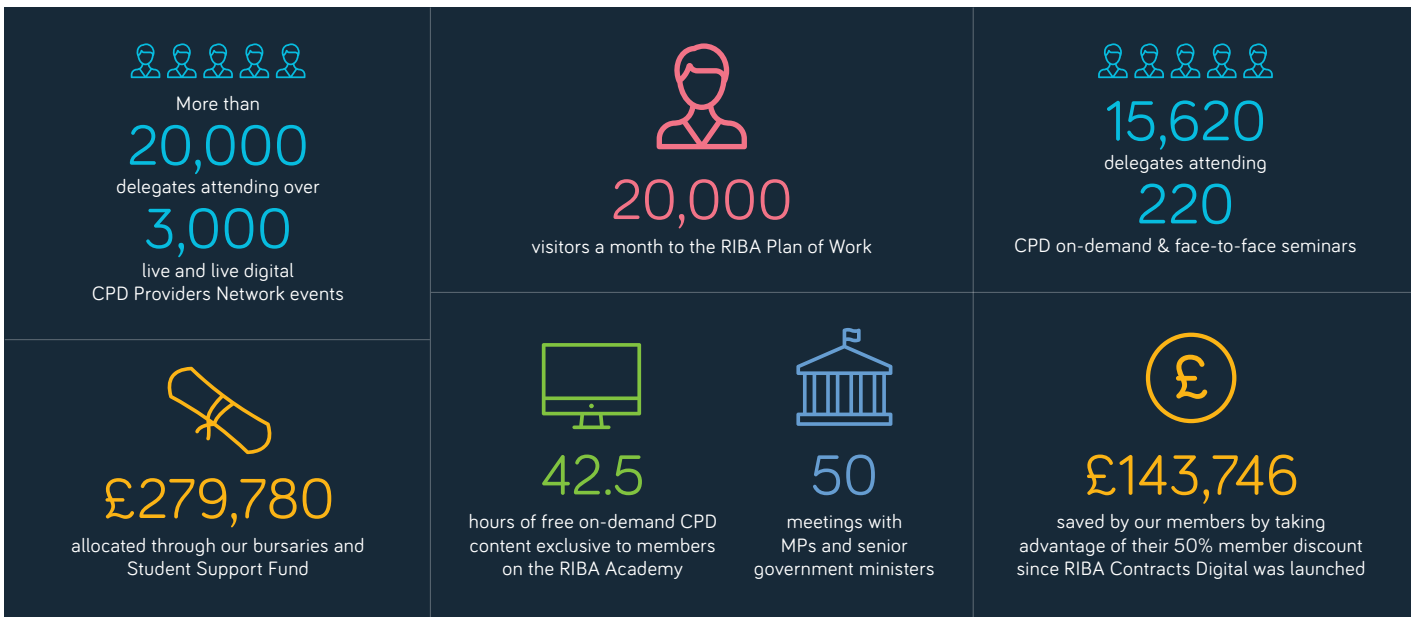 More than
20,000
delegates attending over
3,000
live and live digital
CPD Providers Network events
20,000
visitors a month to the RIBA Plan of Work
15,620
delegates attending
220
CPD on-demand & face-to-face seminars
£279,780
allocated through our bursaries and
Student Support Fund
42.5
hours of free on-demand CPD
content exclusive to members
on the RIBA Academy
50
meetings with
MPs and senior
government ministers
£
£143,746
saved by our members by taking
advantage of their 50% member discount
since RIBA Contracts Digital was launched